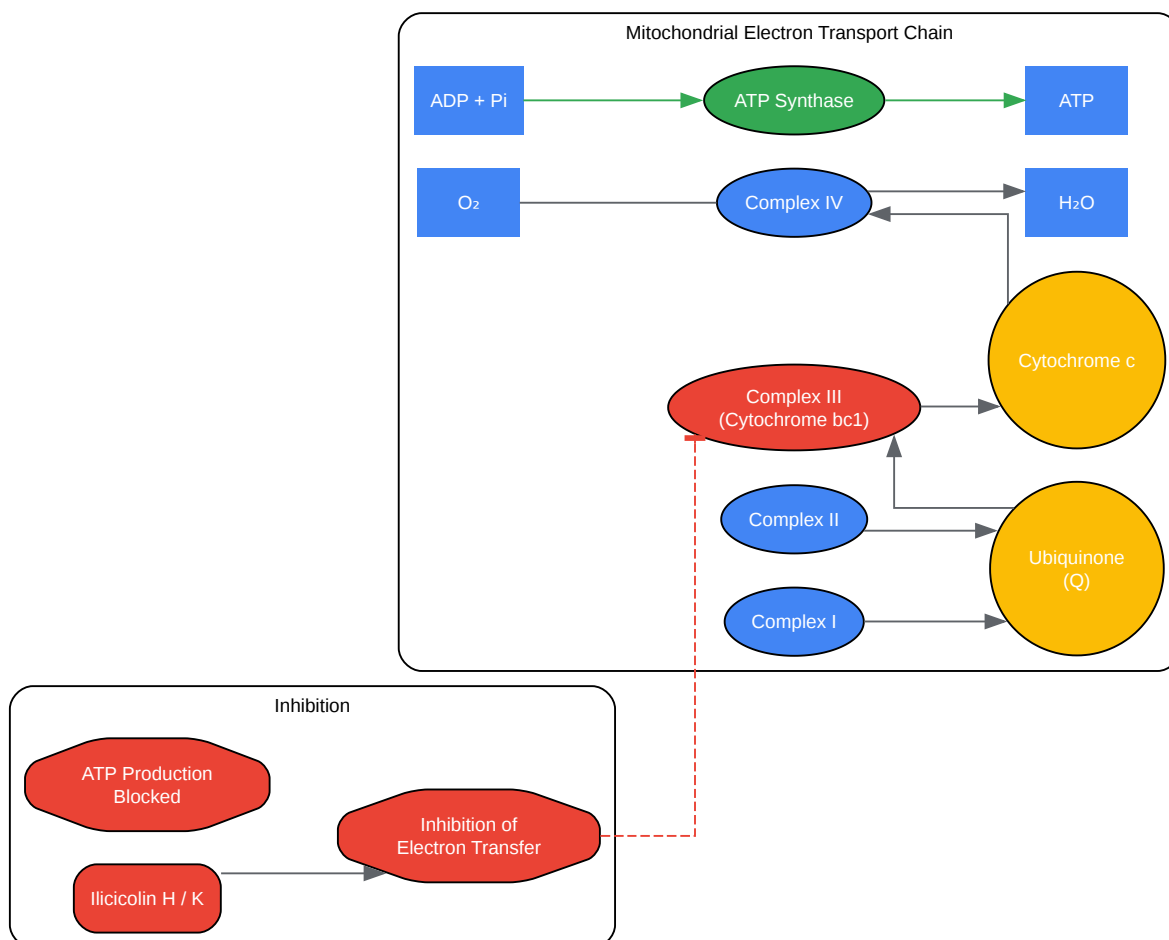 Mitochondrial Electron Transport Chain
ADP + Pi
ATP Synthase
ATP
O₂
Complex IV
H₂O
Cytochrome c
Complex III
(Cytochrome bc1)
Complex II
Ubiquinone
(Q)
Complex I
Inhibition
ATP Production
Blocked
Inhibition of
Electron Transfer
Ilicicolin H / K